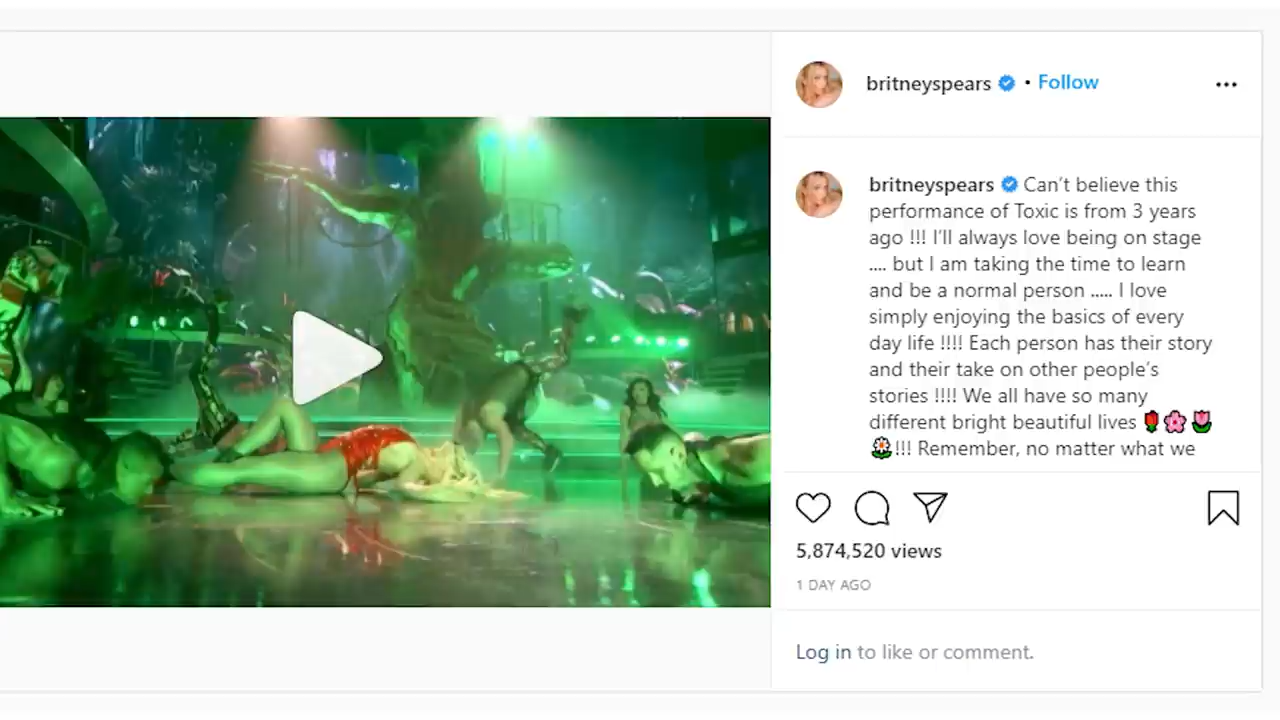 britneyspears • Follow
britneyspears Can't believe this
performance of Toxic is from 3 years
ago !!! I'll always love being on stage
.... but I am taking the time to learn
and be a normal person ..... I love
simply enjoying the basics of every
day life !!!! Each person has their story
and their take on other people's
stories !!!! We all have so many
different bright beautiful lives 🌹🌸🌷
🌼!!! Remember, no matter what we
5,874,520 views
1 DAY AGO
Log in to like or comment.